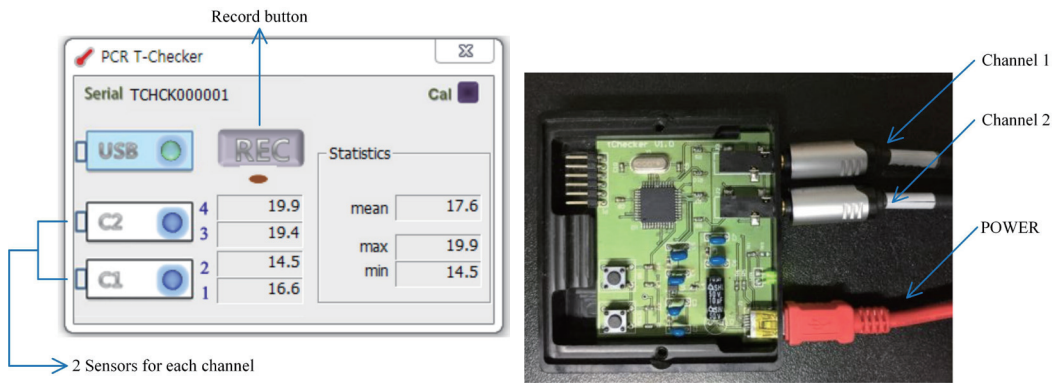 Record button
PCR T-Checker
Serial TCHCK000001
Cal
USB
REC
Statistics
C2
4
19.9
3
19.4
mean
17.6
max
19.9
C1
2
14.5
min
14.5
1
16.6
2 Sensors for each channel
tChecker V1.0
Channel 1
Channel 2
POWER